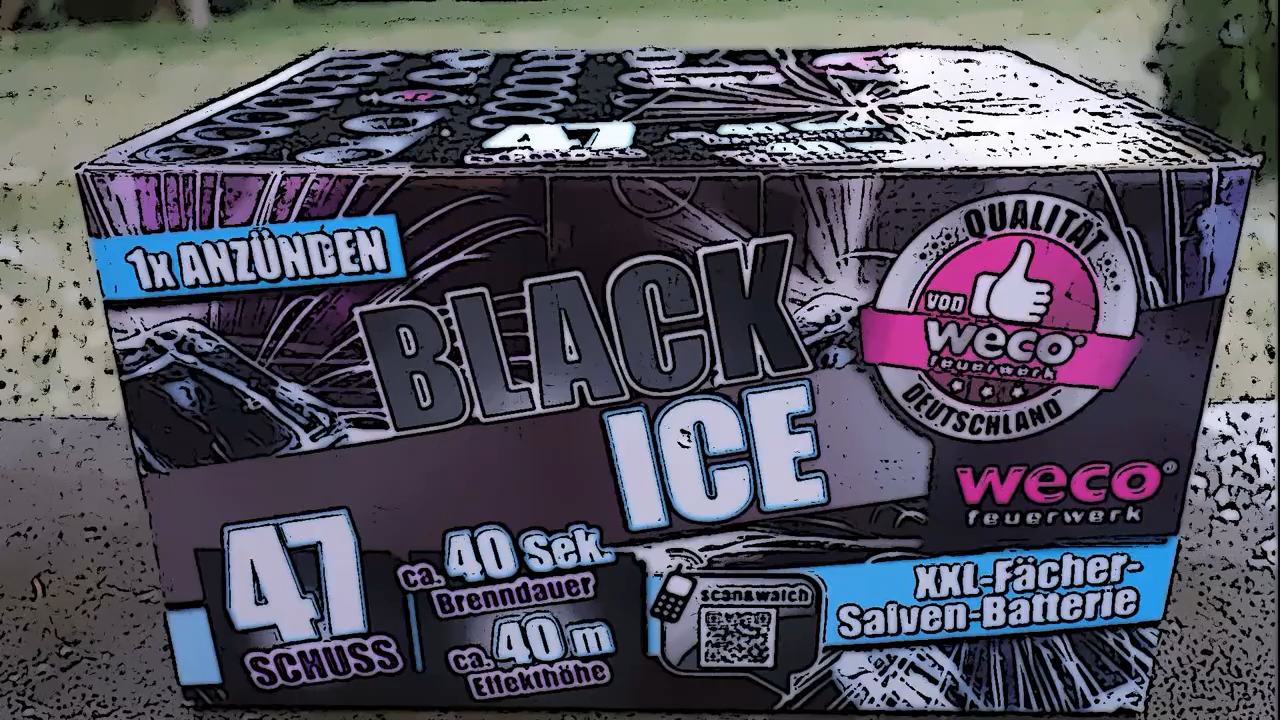 47
1x ANZÜNDEN
BLACK
ICE
QUALITÄT
von
weco®
feuerwerk
DEUTSCHLAND
weco®
feuerwerk
47
SCHUSS
ca. 40 Sek.
Brenndauer
ca. 40 m
Effekthöhe
scan&watch
XXL-Fächer-
Salven-Batterie